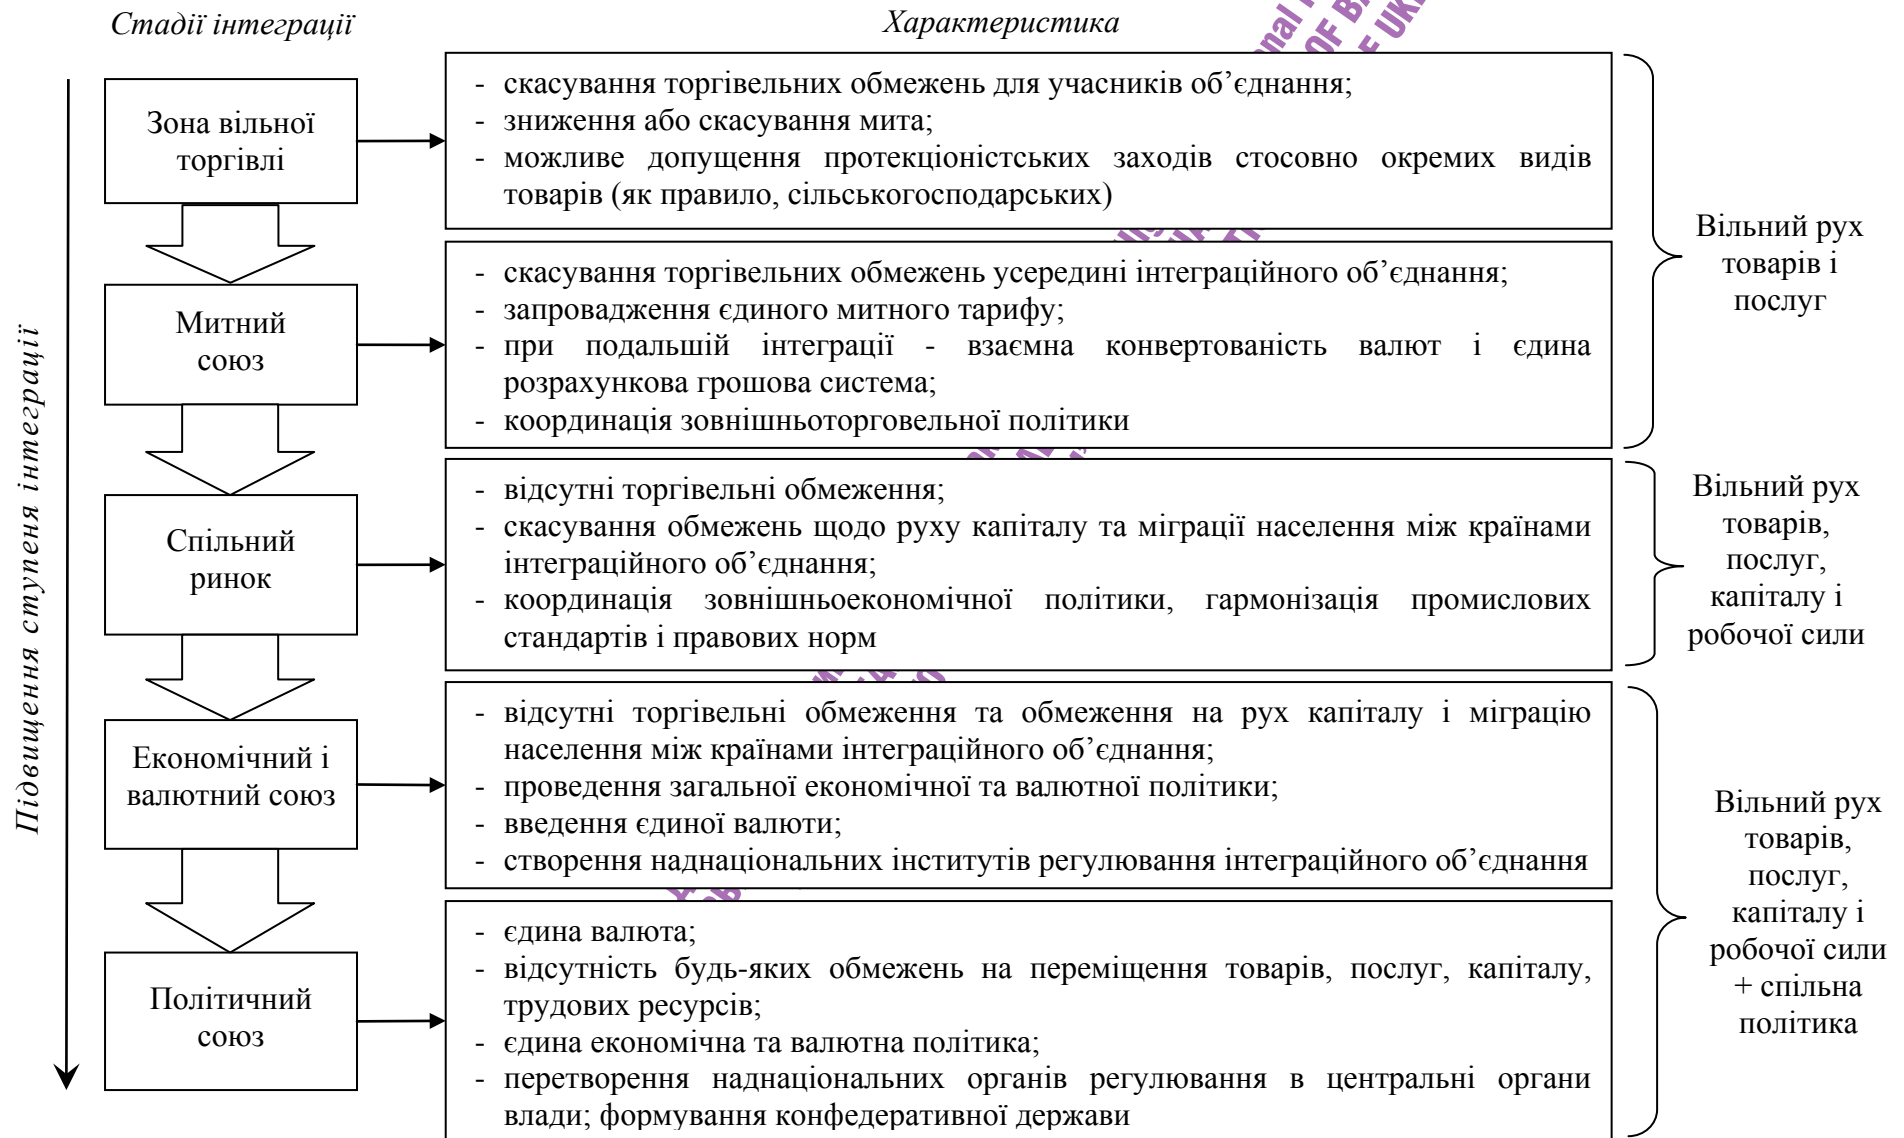 Стадії інтеграції
Характеристика
Підвищення ступеня інтеграції
Зона вільної
торгівлі
- скасування торгівельних обмежень для учасників об’єднання;
- зниження або скасування мита;
- можливе допущення протекціоністських заходів стосовно окремих видів
товарів (як правило, сільськогосподарських)
Митний
союз
- скасування торгівельних обмежень усередині інтеграційного об’єднання;
- запровадження єдиного митного тарифу;
- при подальшій інтеграції - взаємна конвертованість валют і єдина
розрахункова грошова система;
- координація зовнішньоторговельної політики
Вільний рух
товарів і
послуг
Спільний
ринок
- відсутні торгівельні обмеження;
- скасування обмежень щодо руху капіталу та міграції населення між країнами
інтеграційного об’єднання;
- координація зовнішньоекономічної політики, гармонізація промислових
стандартів і правових норм
Вільний рух
товарів,
послуг,
капіталу і
робочої сили
Економічний і
валютний союз
- відсутні торгівельні обмеження та обмеження на рух капіталу і міграцію
населення між країнами інтеграційного об’єднання;
- проведення загальної економічної та валютної політики;
- введення єдиної валюти;
- створення наднаціональних інститутів регулювання інтеграційного об’єднання
Політичний
союз
- єдина валюта;
- відсутність будь-яких обмежень на переміщення товарів, послуг, капіталу,
трудових ресурсів;
- єдина економічна та валютна політика;
- перетворення наднаціональних органів регулювання в центральні органи
влади; формування конфедеративної держави
Вільний рух
товарів,
послуг,
капіталу і
робочої сили
+ спільна
політика